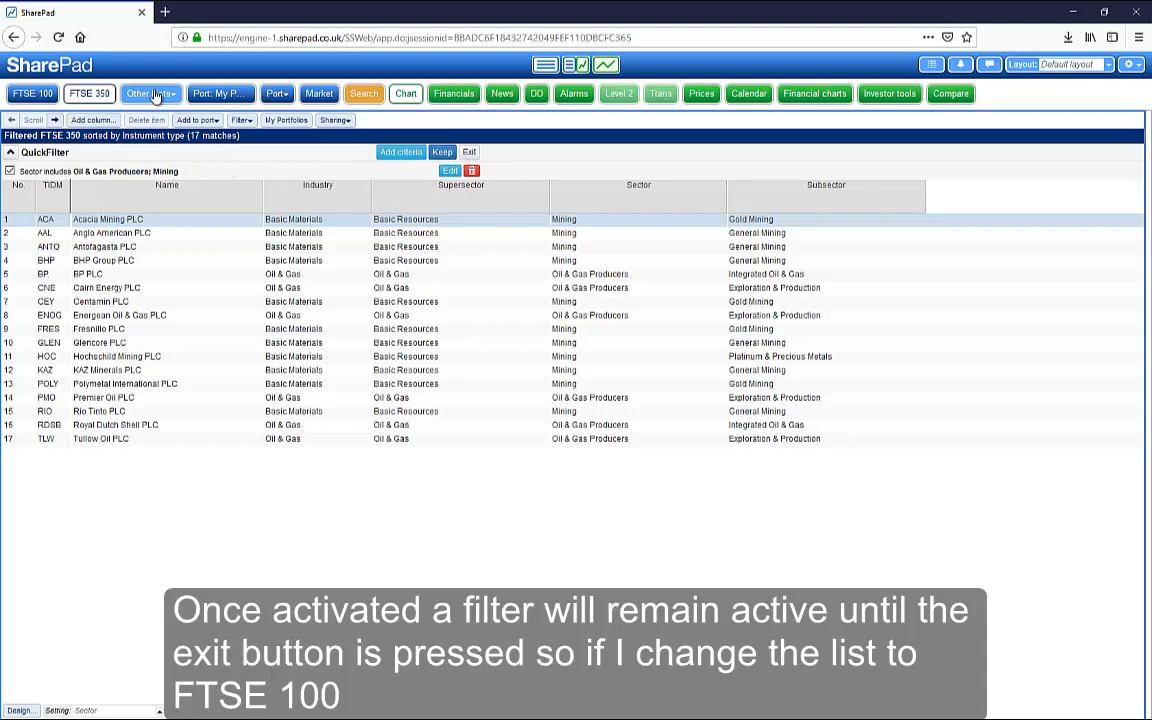 SharePad
https://engine-1.sharepad.co.uk/SSWeb/app.do;jsessionid=BBADC6F18432742049FEF110DBCFC365
SharePad
Layout: Default layout
FTSE 100 FTSE 350 Other lists Port: My P... Port Market Search Chart Financials News DD Alarms Level 2 Trans Prices Calendar Financial charts Investor tools Compare
Scroll Add column... Delete item Add to port Filter My Portfolios Sharing
Filtered FTSE 350 sorted by Instrument type (17 matches)
QuickFilter Add criteria Keep Exit
Sector includes Oil & Gas Producers; Mining Edit
No. TIDM Name Industry Supersector Sector Subsector
1 ACA Acacia Mining PLC Basic Materials Basic Resources Mining Gold Mining
2 AAL Anglo American PLC Basic Materials Basic Resources Mining General Mining
3 ANTO Antofagasta PLC Basic Materials Basic Resources Mining General Mining
4 BHP BHP Group PLC Basic Materials Basic Resources Mining General Mining
5 BP. BP PLC Oil & Gas Oil & Gas Oil & Gas Producers Integrated Oil & Gas
6 CNE Cairn Energy PLC Oil & Gas Oil & Gas Oil & Gas Producers Exploration & Production
7 CEY Centamin PLC Basic Materials Basic Resources Mining Gold Mining
8 ENOG Energean Oil & Gas PLC Oil & Gas Oil & Gas Oil & Gas Producers Exploration & Production
9 FRES Fresnillo PLC Basic Materials Basic Resources Mining Gold Mining
10 GLEN Glencore PLC Basic Materials Basic Resources Mining General Mining
11 HOC Hochschild Mining PLC Basic Materials Basic Resources Mining Platinum & Precious Metals
12 KAZ KAZ Minerals PLC Basic Materials Basic Resources Mining General Mining
13 POLY Polymetal International PLC Basic Materials Basic Resources Mining Gold Mining
14 PMO Premier Oil PLC Oil & Gas Oil & Gas Oil & Gas Producers Exploration & Production
15 RIO Rio Tinto PLC Basic Materials Basic Resources Mining General Mining
16 RDSB Royal Dutch Shell PLC Oil & Gas Oil & Gas Oil & Gas Producers Integrated Oil & Gas
17 TLW Tullow Oil PLC Oil & Gas Oil & Gas Oil & Gas Producers Exploration & Production
Once activated a filter will remain active until the
exit button is pressed so if I change the list to
FTSE 100
Design... Setting: Sector